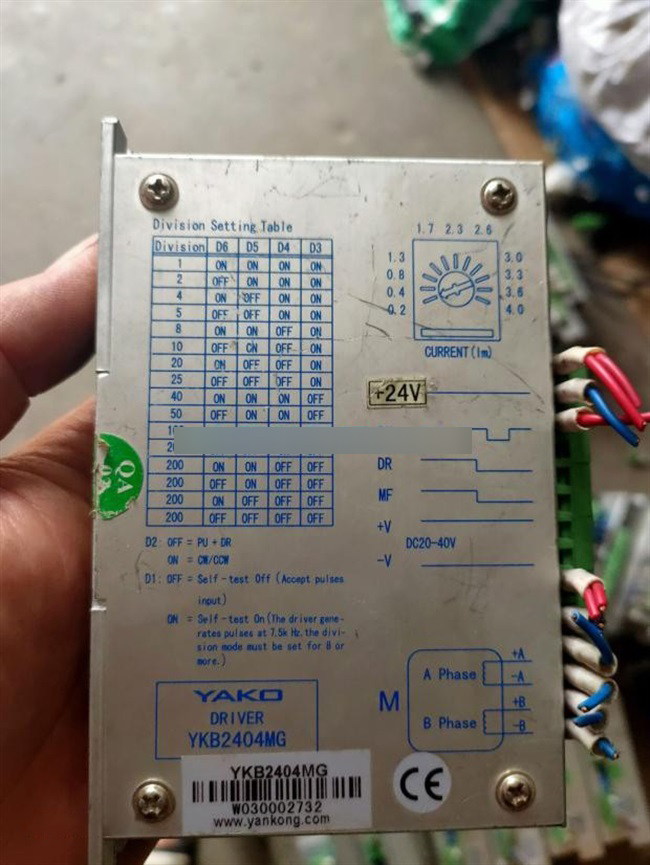 Division Setting Table
Division D6 D5 D4 D3
1 ON ON ON ON
2 OFF ON ON ON
4 ON OFF ON ON
5 OFF OFF ON ON
8 ON ON OFF ON
10 OFF ON OFF ON
20 ON OFF OFF ON
25 OFF OFF OFF ON
40 ON ON ON OFF
50 OFF ON ON OFF
200 ON ON OFF OFF
200 OFF ON OFF OFF
200 ON OFF OFF OFF
200 OFF OFF OFF OFF
D2: OFF = PU + DR
ON = CW/CCW
D1: OFF = Self-test Off (Accept pulses
input)
ON = Self-test On (The driver gene-
rates pulses at 7.5k Hz. the divi-
sion mode must be set for 8 or
more.)
YAKO
DRIVER
YKB2404MG
YKB2404MG
W030002732
www.yankong.com
QA
1.7 2.3 2.6
1.3 3.0
0.8 3.3
0.4 3.6
0.2 4.0
CURRENT(Im)
+24V
DR
MF
+V
DC20-40V
-V
M
A Phase
B Phase
+A
-A
+B
-B
CE